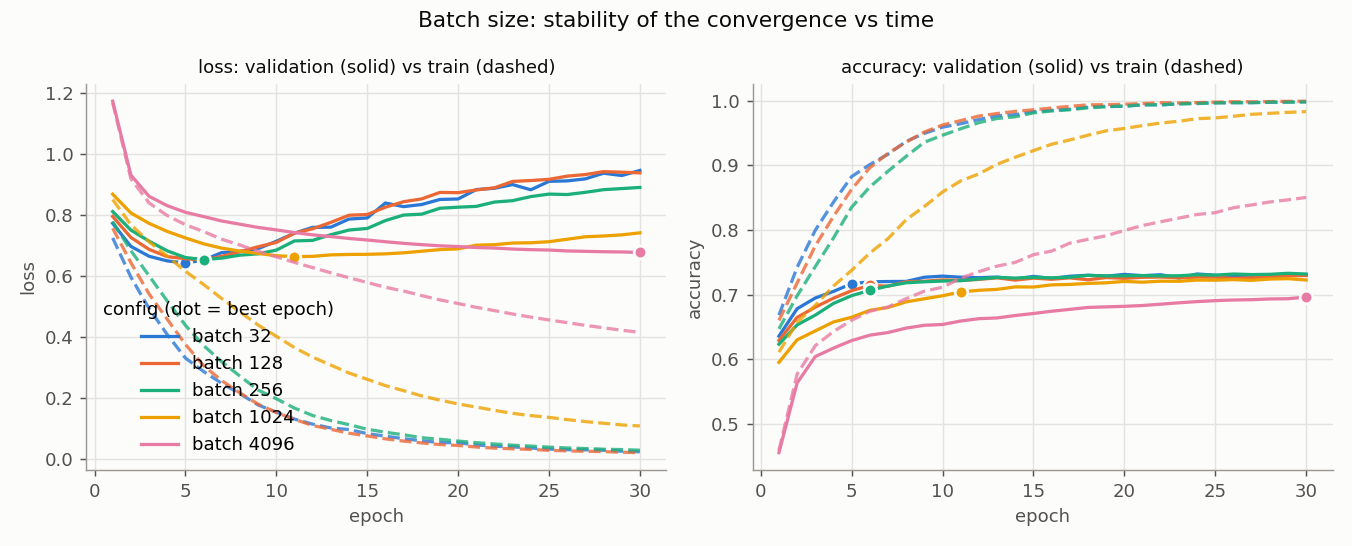 Batch size: stability of the convergence vs time
loss: validation (solid) vs train (dashed)
loss
1.2
1.0
0.8
0.6
0.4
0.2
0.0
config (dot = best epoch)
batch 32
batch 128
batch 256
batch 1024
batch 4096
0 5 10 15 20 25 30
epoch
accuracy: validation (solid) vs train (dashed)
accuracy
1.0
0.9
0.8
0.7
0.6
0.5
0 5 10 15 20 25 30
epoch